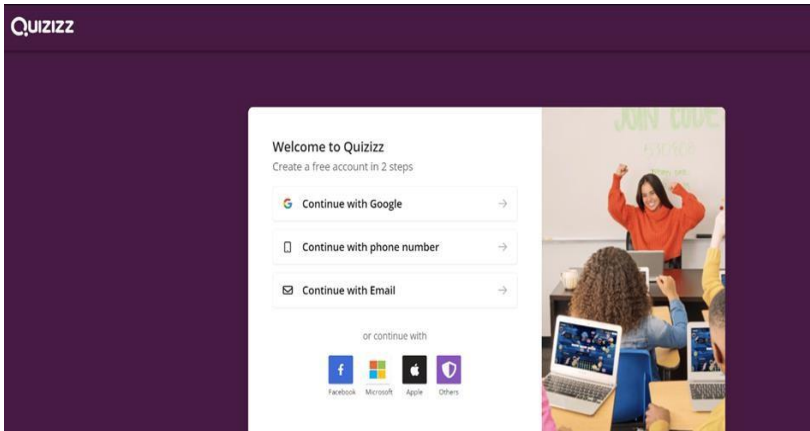 QUIZIZZ
JOIN CODE
Welcome to Quizizz
Create a free account in 2 steps
Continue with Google
Continue with phone number
Continue with Email
or continue with
Facebook Microsoft Apple Others